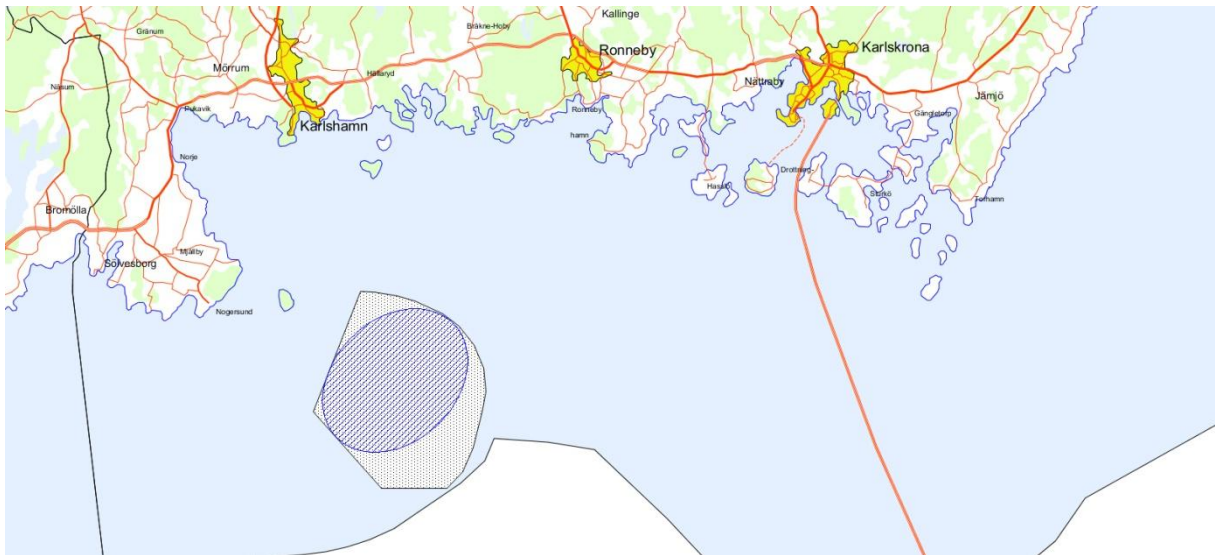 Kallinge
Bräkne-Hoby
Gränum
Karlskrona
Ronneby
Mörrum
Hällaryd
Nättraby
Näsum
Jämjö
Pukavik
Ronneby
hamn
Gängletorp
Karlshamn
Norje
Drottning-
Hasslö
Sturkö
Torhamn
Bromölla
Mjällby
Sölvesborg
Nogersund